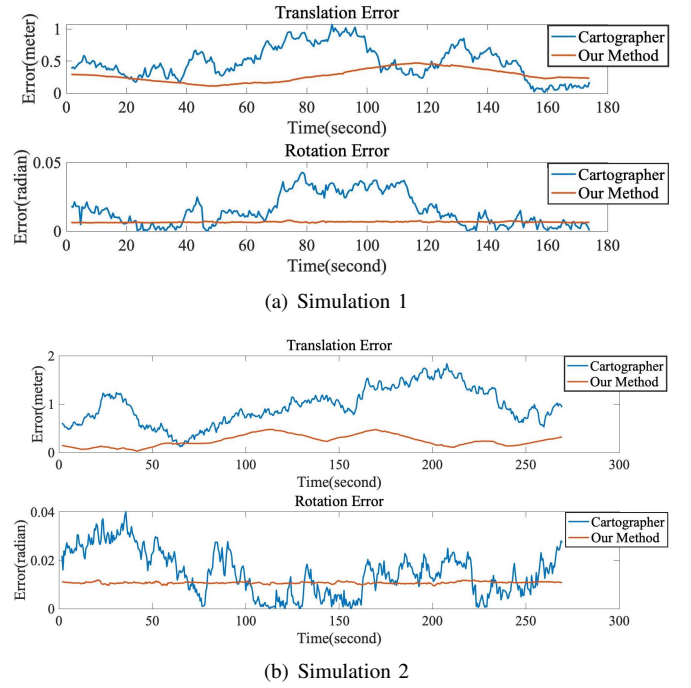 Translation Error
Error(meter)
1
0.5
0
0 20 40 60 80 100 120 140 160 180
Time(second)
Cartographer
Our Method
Rotation Error
Error(radian)
0.05
0
0 20 40 60 80 100 120 140 160 180
Time(second)
Cartographer
Our Method
(a) Simulation 1
Translation Error
Error(meter)
2
1
0
0 50 100 150 200 250 300
Time(second)
Cartographer
Our Method
Rotation Error
Error(radian)
0.04
0.02
0
0 50 100 150 200 250 300
Time(second)
Cartographer
Our Method
(b) Simulation 2